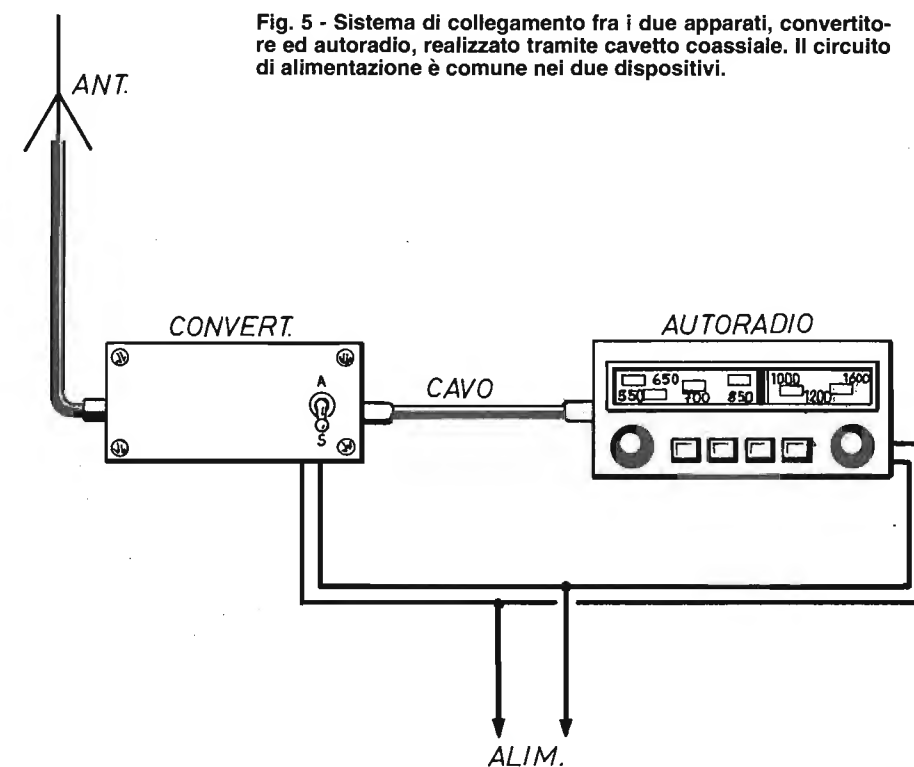 Fig. 5 - Sistema di collegamento fra i due apparati, convertito-
re ed autoradio, realizzato tramite cavetto coassiale. Il circuito
di alimentazione è comune nei due dispositivi.
ANT.
CONVERT.
AUTORADIO
CAVO
A
S
650 1000 1600
550 700 850 1200
ALIM.